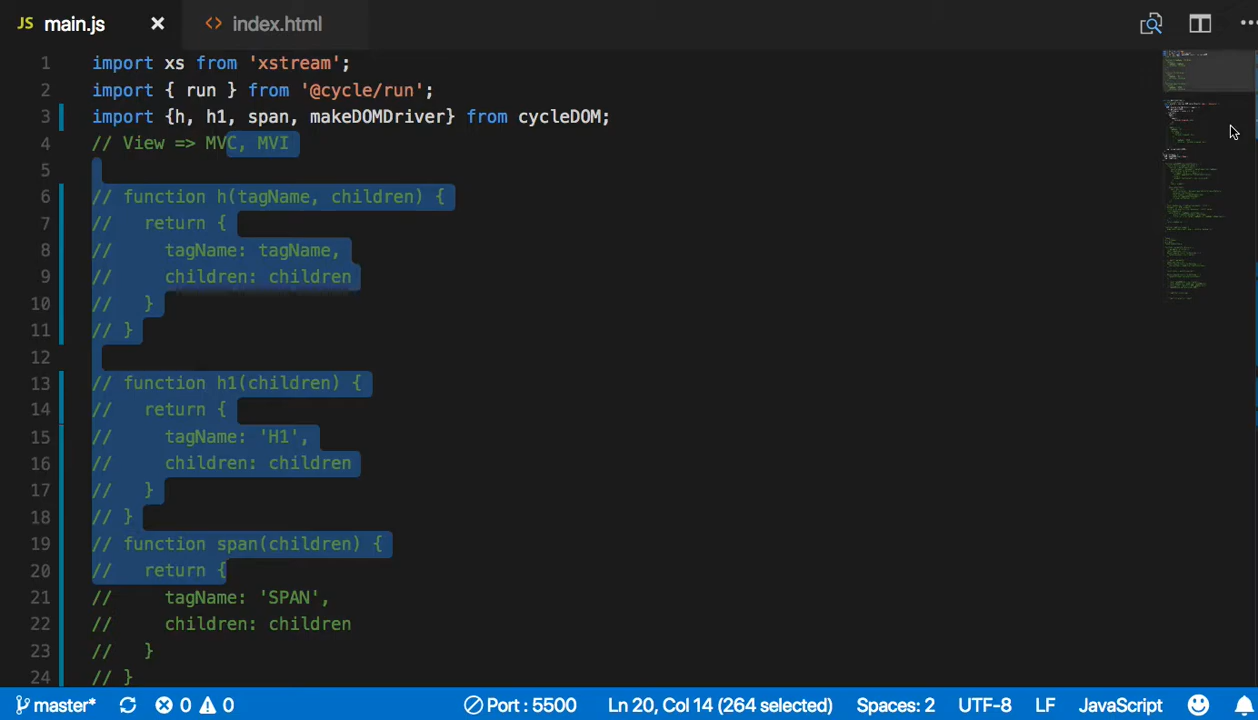 JS main.js × <> index.html
1 import xs from 'xstream';
2 import { run } from '@cycle/run';
3 import {h, h1, span, makeDOMDriver} from cycleDOM;
4 // View => MVC, MVI
5
6 // function h(tagName, children) {
7 //   return {
8 //     tagName: tagName,
9 //     children: children
10 //   }
11 // }
12
13 // function h1(children) {
14 //   return {
15 //     tagName: 'H1',
16 //     children: children
17 //   }
18 // }
19 // function span(children) {
20 //   return {
21 //     tagName: 'SPAN',
22 //     children: children
23 //   }
24 // }
master* 0 0 Port : 5500 Ln 20, Col 14 (264 selected) Spaces: 2 UTF-8 LF JavaScript